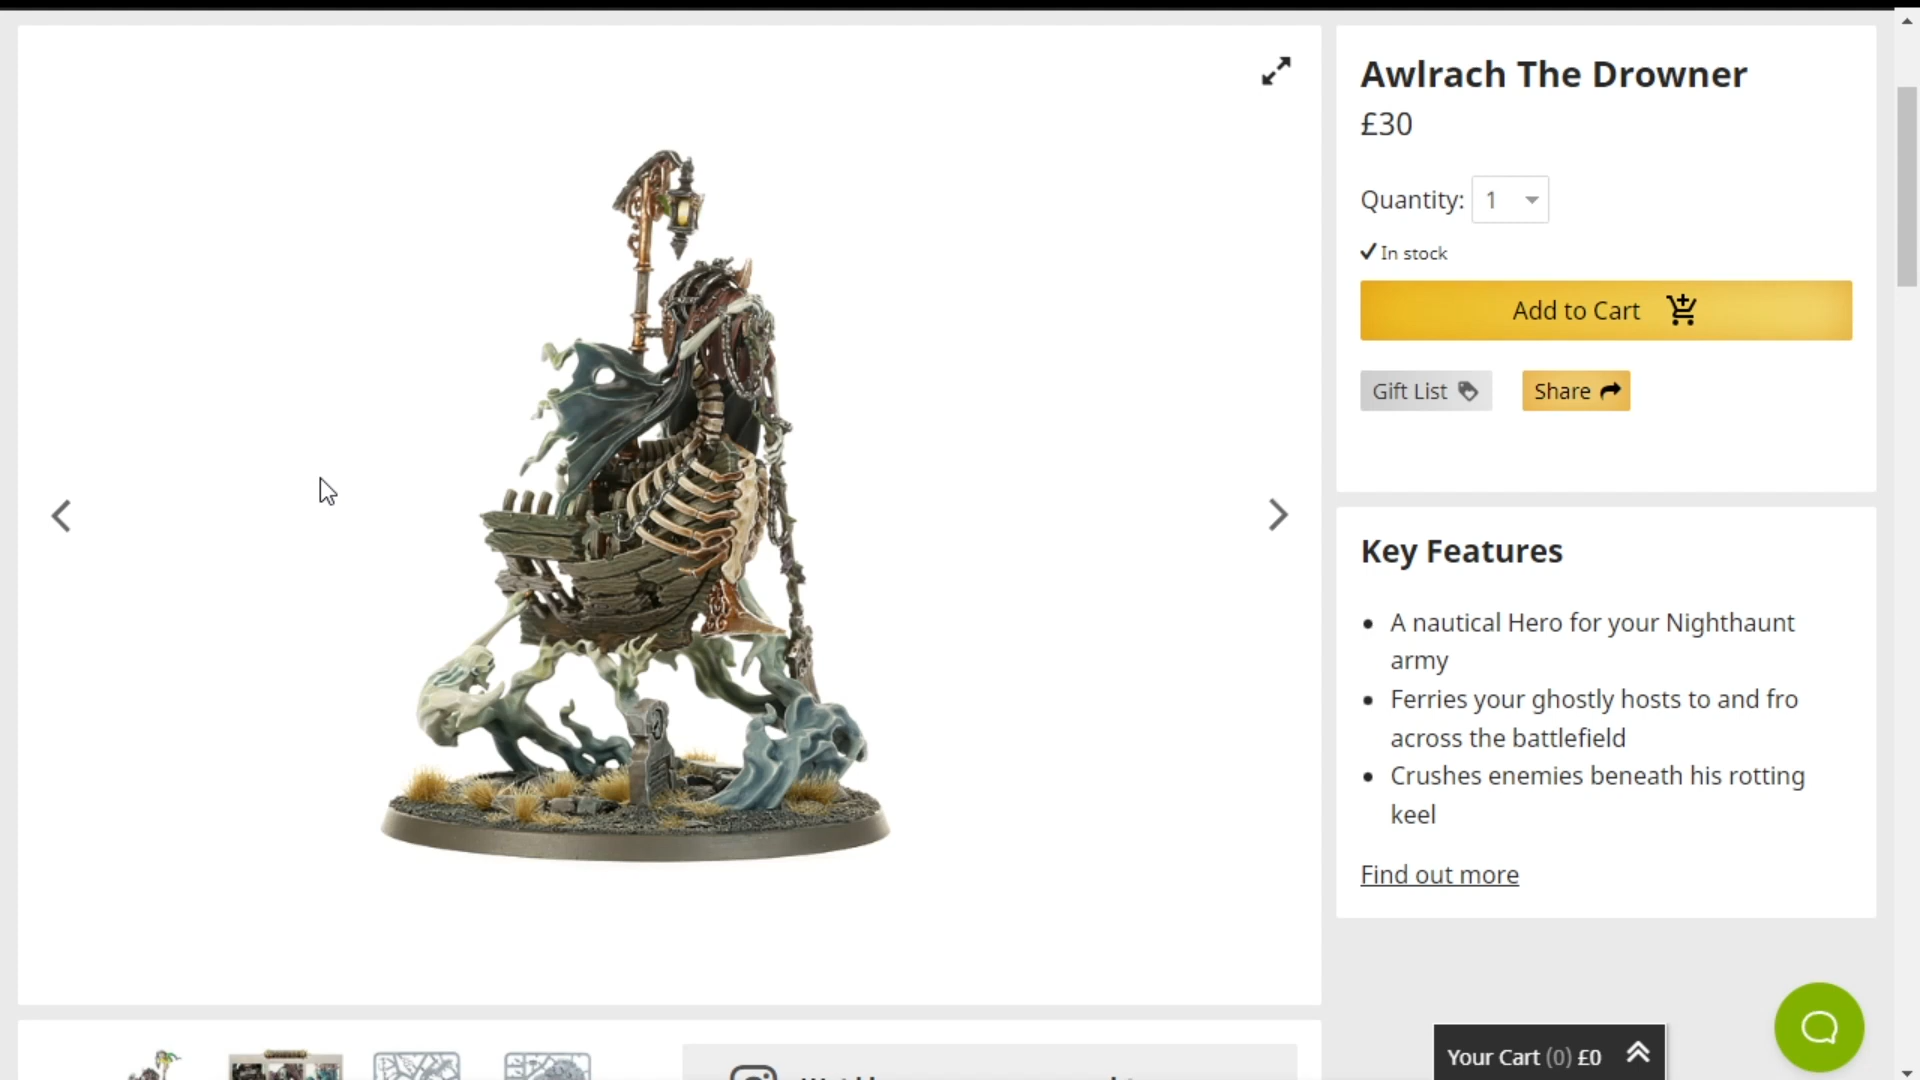 Awlrach The Drowner
£30
Quantity: 1
In stock
Add to Cart
Gift List
Share
Key Features
A nautical Hero for your Nighthaunt
army
Ferries your ghostly hosts to and fro
across the battlefield
Crushes enemies beneath his rotting
keel
Find out more
Your Cart (0) £0